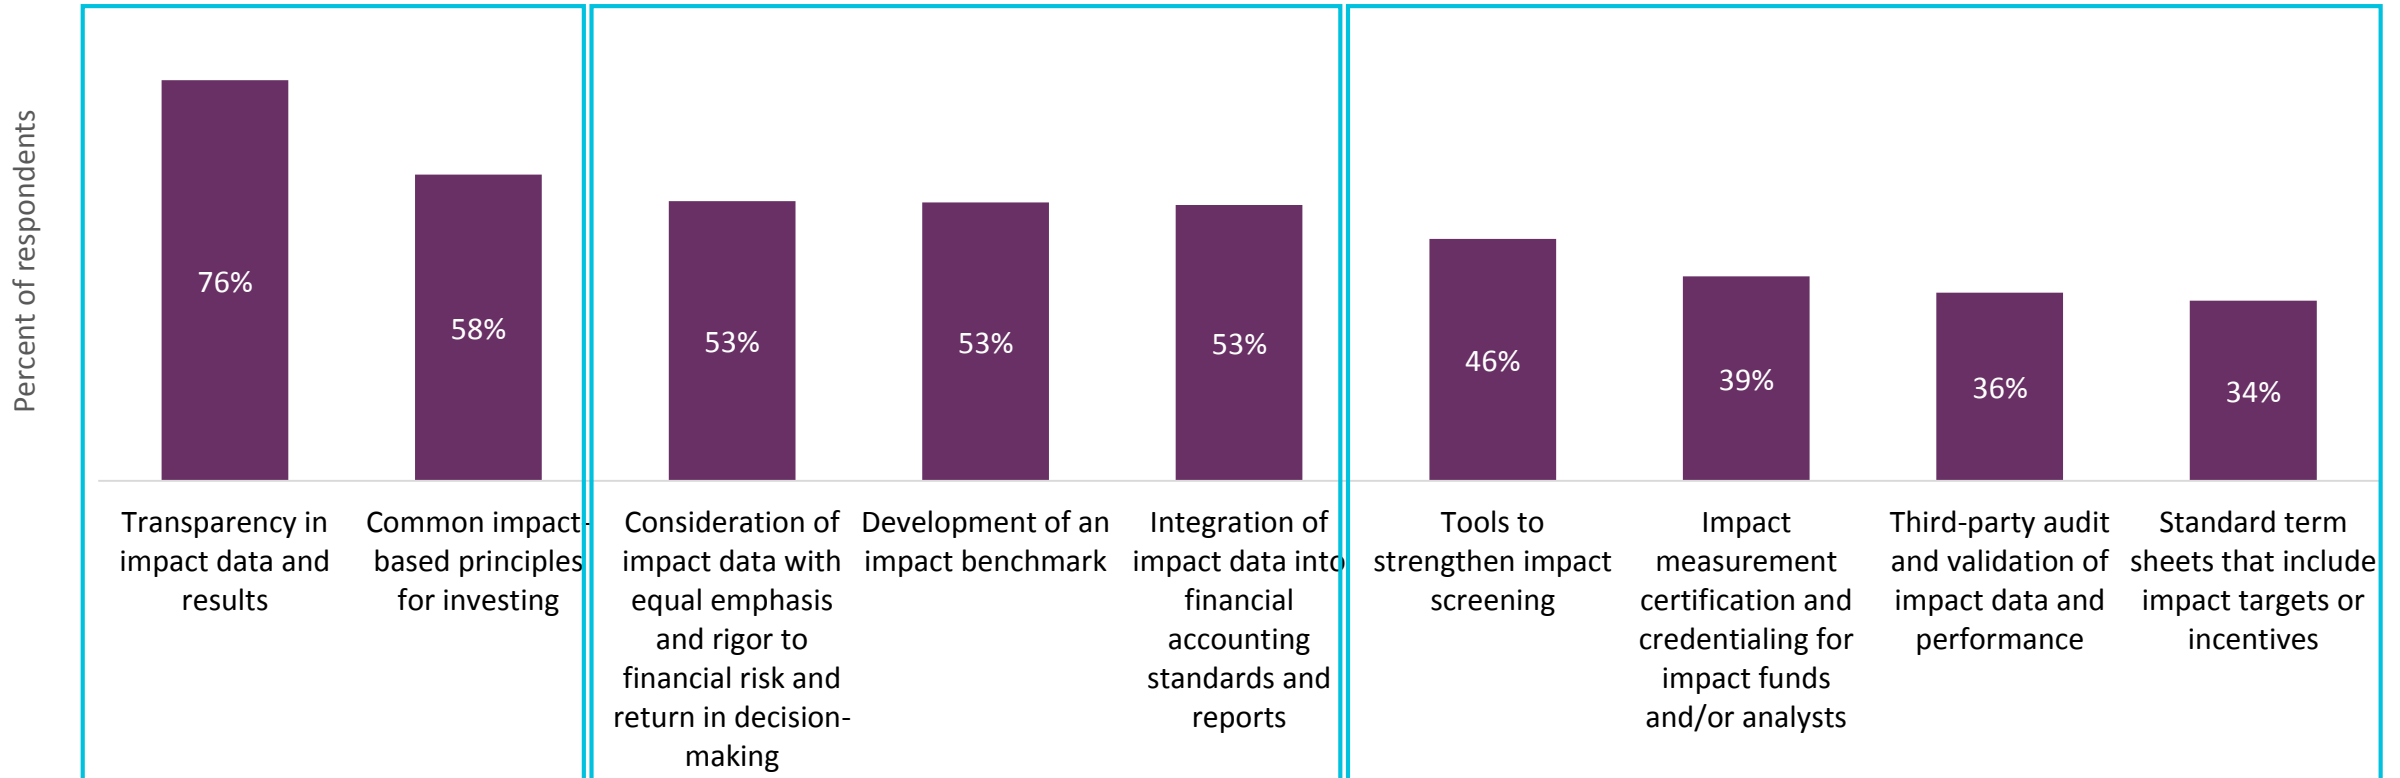 Percent of respondents
76%
58%
53%
53%
53%
46%
39%
36%
34%
Transparency in
impact data and
results
Common impact-
based principles
for investing
Consideration of
impact data with
equal emphasis
and rigor to
financial risk and
return in decision-
making
Development of an
impact benchmark
Integration of
impact data into
financial
accounting
standards and
reports
Tools to
strengthen impact
screening
Impact
measurement
certification and
credentialing for
impact funds
and/or analysts
Third-party audit
and validation of
impact data and
performance
Standard term
sheets that include
impact targets or
incentives